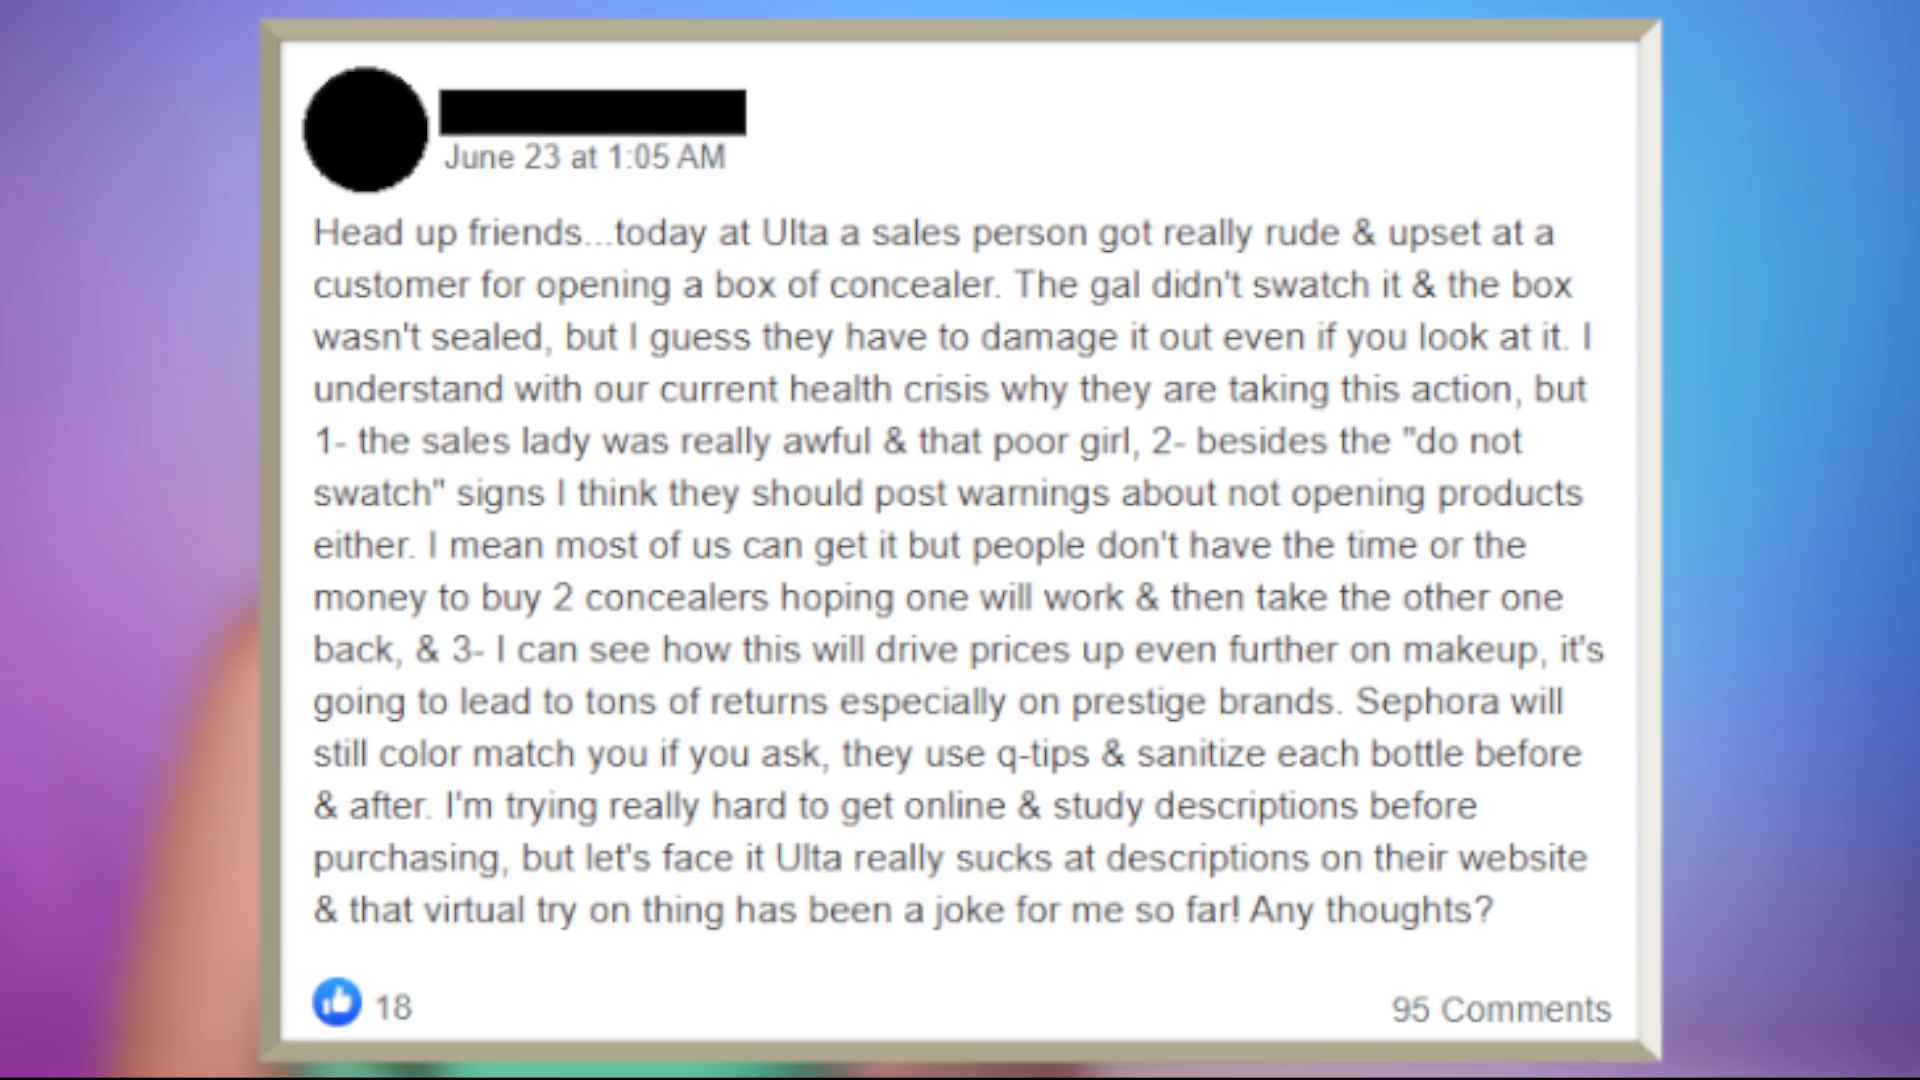 June 23 at 1:05 AM
Head up friends...today at Ulta a sales person got really rude & upset at a
customer for opening a box of concealer. The gal didn't swatch it & the box
wasn't sealed, but I guess they have to damage it out even if you look at it. I
understand with our current health crisis why they are taking this action, but
1- the sales lady was really awful & that poor girl, 2- besides the "do not
swatch" signs I think they should post warnings about not opening products
either. I mean most of us can get it but people don't have the time or the
money to buy 2 concealers hoping one will work & then take the other one
back, & 3- I can see how this will drive prices up even further on makeup, it's
going to lead to tons of returns especially on prestige brands. Sephora will
still color match you if you ask, they use q-tips & sanitize each bottle before
& after. I'm trying really hard to get online & study descriptions before
purchasing, but let's face it Ulta really sucks at descriptions on their website
& that virtual try on thing has been a joke for me so far! Any thoughts?
18
95 Comments